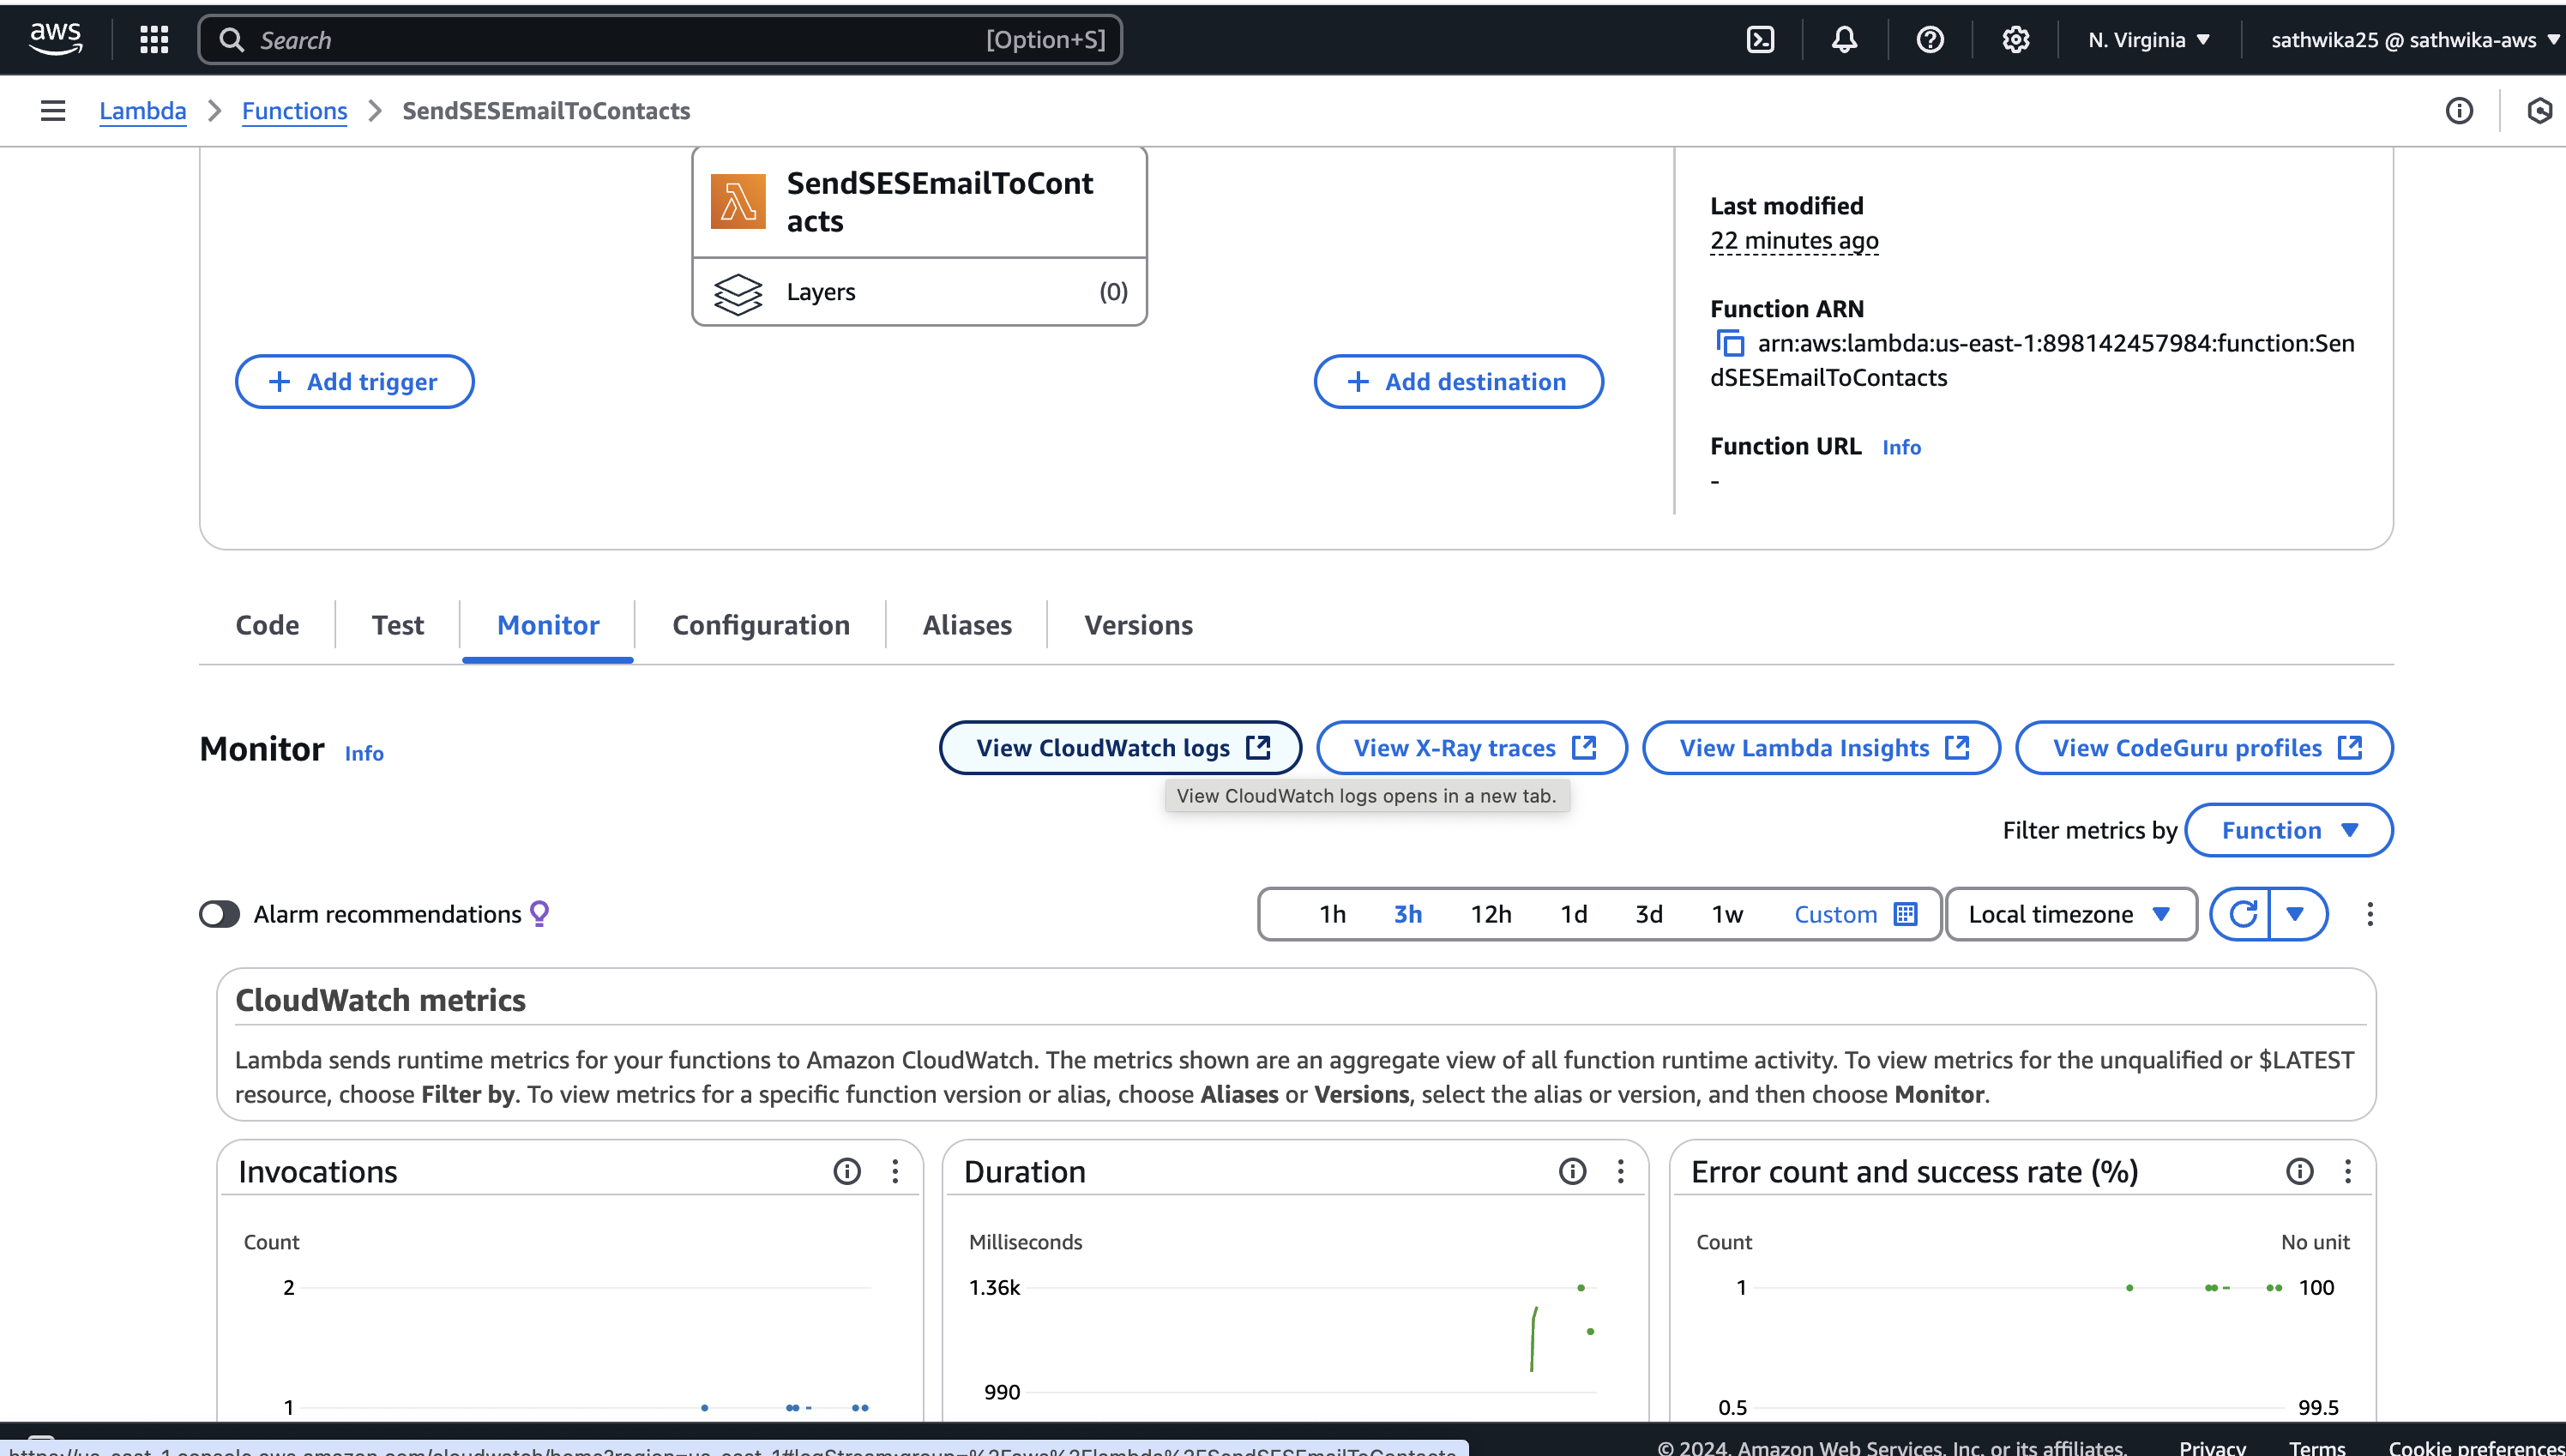 aws
Search [Option+S]
N. Virginia
sathwika25 @ sathwika-aws
Lambda Functions SendSESEmailToContacts
SendSESEmailToCont
acts
Layers (0)
Add trigger
Add destination
Last modified
22 minutes ago
Function ARN
arn:aws:lambda:us-east-1:898142457984:function:Sen
dSESEmailToContacts
Function URL Info
-
Code Test Monitor Configuration Aliases Versions
Monitor Info
View CloudWatch logs View X-Ray traces View Lambda Insights View CodeGuru profiles
View CloudWatch logs opens in a new tab.
Filter metrics by Function
Alarm recommendations
1h 3h 12h 1d 3d 1w Custom Local timezone
CloudWatch metrics
Lambda sends runtime metrics for your functions to Amazon CloudWatch. The metrics shown are an aggregate view of all function runtime activity. To view metrics for the unqualified or $LATEST
resource, choose Filter by. To view metrics for a specific function version or alias, choose Aliases or Versions, select the alias or version, and then choose Monitor.
Invocations
Count
2
1
Duration
Milliseconds
1.36k
990
Error count and success rate (%)
Count No unit
1 100
0.5 99.5
https://us-east-1.console.aws.amazon.com/cloudwatch/home?region=us-east-1#logStream:group=%2Faws%2Flambda%2FSendSESEmailToContacts
© 2024, Amazon Web Services, Inc. or its affiliates. Privacy Terms Cookie preferences